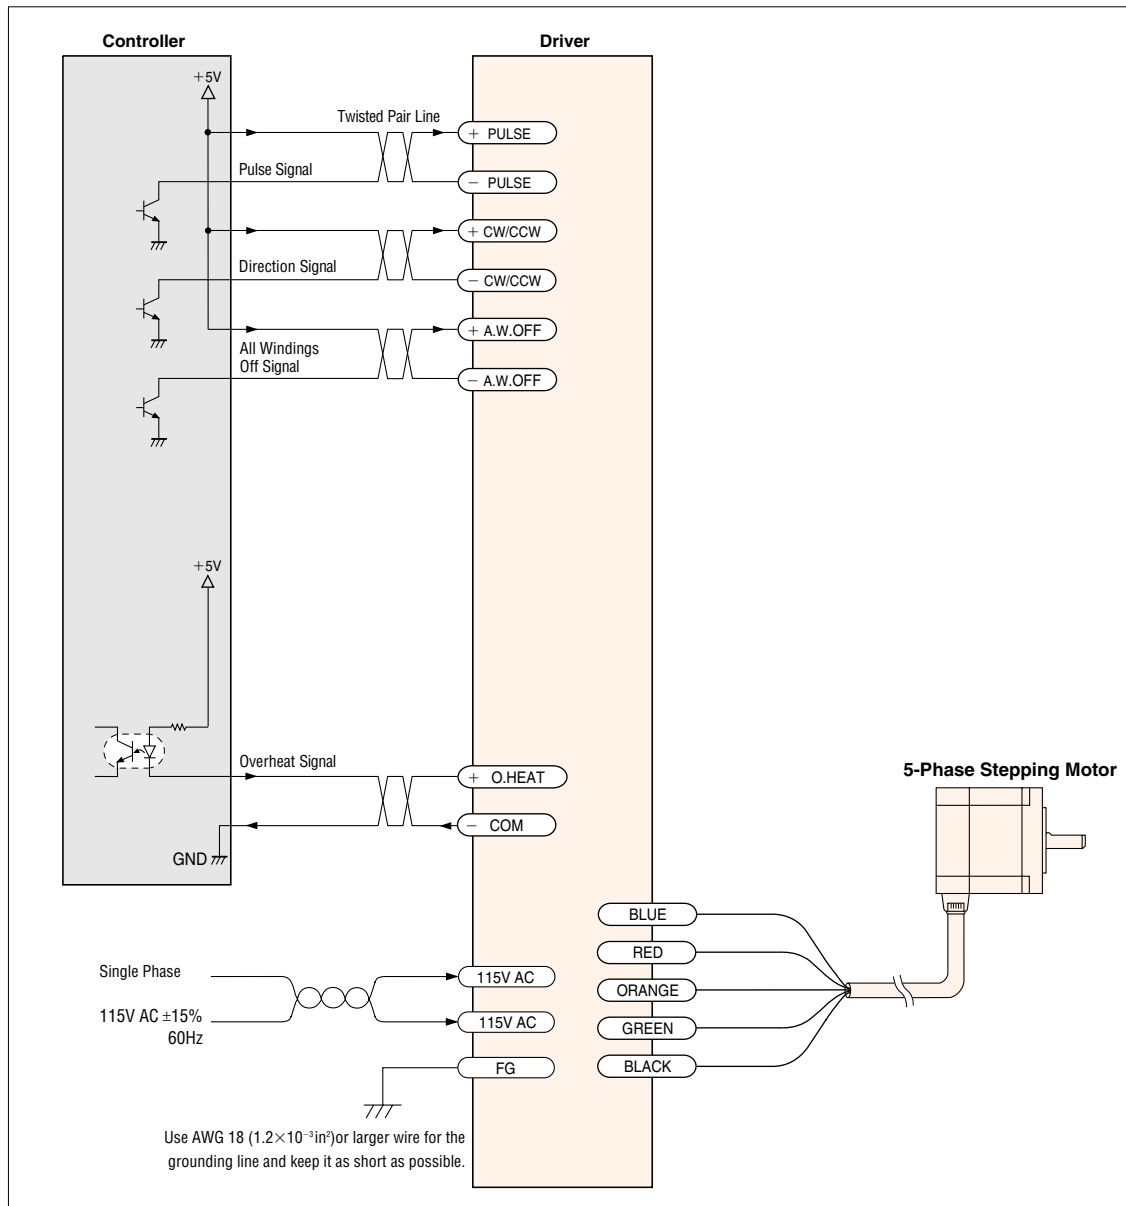 Controller
Driver
+5V
Twisted Pair Line
+ PULSE
Pulse Signal
− PULSE
+ CW/CCW
Direction Signal
− CW/CCW
+ A.W.OFF
All Windings
Off Signal
− A.W.OFF
+5V
Overheat Signal
+ O.HEAT
− COM
GND
5-Phase Stepping Motor
BLUE
RED
ORANGE
GREEN
BLACK
Single Phase
115V AC
115V AC ±15%
60Hz
115V AC
FG
Use AWG 18 (1.2×10⁻³in²)or larger wire for the
grounding line and keep it as short as possible.